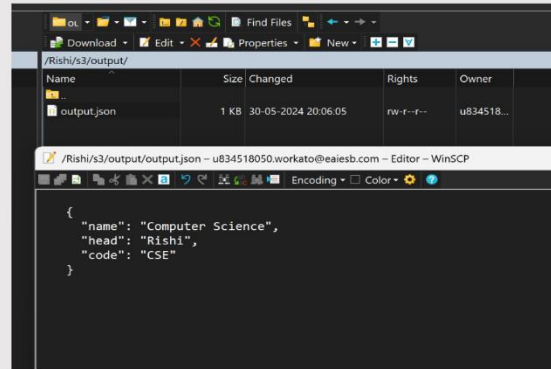 OL Find Files
Download Edit Properties New
/Rishi/s3/output/
Name Size Changed Rights Owner
..
output.json 1 KB 30-05-2024 20:06:05 rw-r--r-- u834518...
/Rishi/s3/output/output.json – u834518050.workato@eaiesb.com – Editor – WinSCP
Encoding Color
{
"name": "Computer Science",
"head": "Rishi",
"code": "CSE"
}